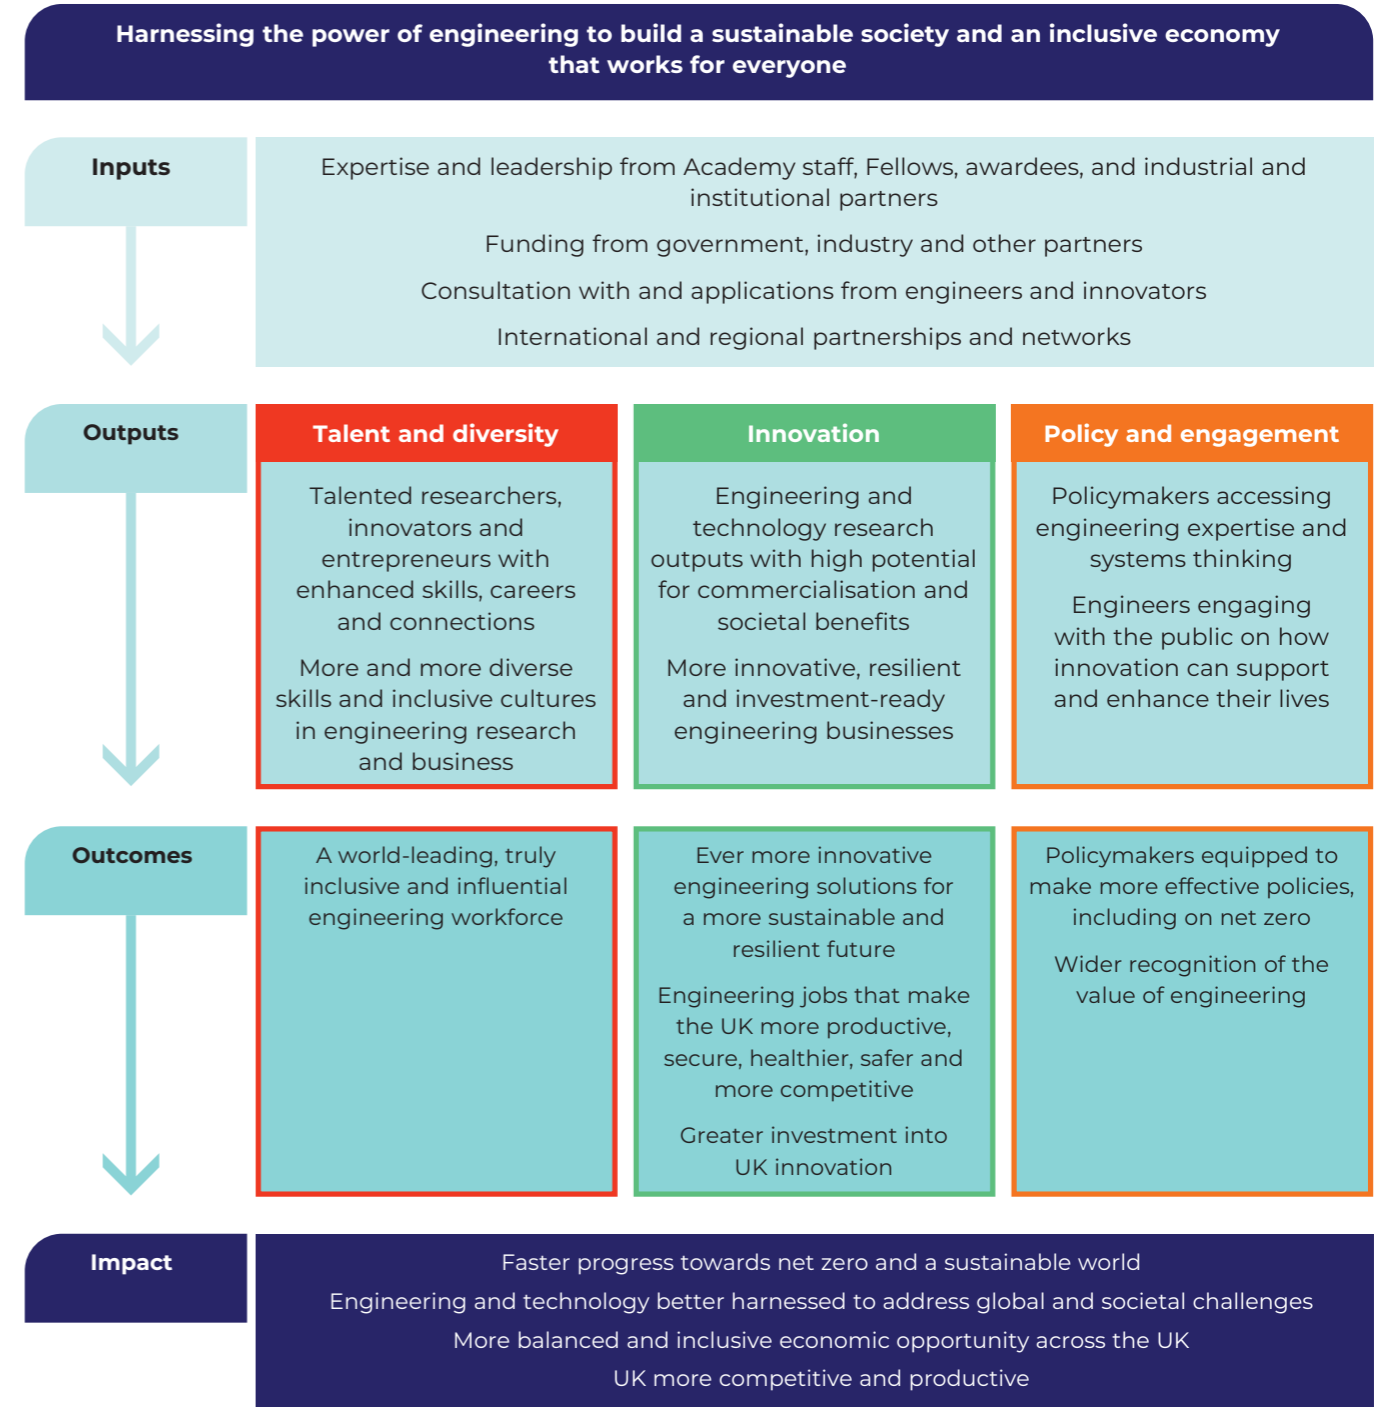 Harnessing the power of engineering to build a sustainable society and an inclusive economy
that works for everyone
Inputs
Expertise and leadership from Academy staff, Fellows, awardees, and industrial and
institutional partners
Funding from government, industry and other partners
Consultation with and applications from engineers and innovators
International and regional partnerships and networks
Outputs
Talent and diversity
Talented researchers,
innovators and
entrepreneurs with
enhanced skills, careers
and connections
More and more diverse
skills and inclusive cultures
in engineering research
and business
Innovation
Engineering and
technology research
outputs with high potential
for commercialisation and
societal benefits
More innovative, resilient
and investment-ready
engineering businesses
Policy and engagement
Policymakers accessing
engineering expertise and
systems thinking
Engineers engaging
with the public on how
innovation can support
and enhance their lives
Outcomes
A world-leading, truly
inclusive and influential
engineering workforce
Ever more innovative
engineering solutions for
a more sustainable and
resilient future
Engineering jobs that make
the UK more productive,
secure, healthier, safer and
more competitive
Greater investment into
UK innovation
Policymakers equipped to
make more effective policies,
including on net zero
Wider recognition of the
value of engineering
Impact
Faster progress towards net zero and a sustainable world
Engineering and technology better harnessed to address global and societal challenges
More balanced and inclusive economic opportunity across the UK
UK more competitive and productive